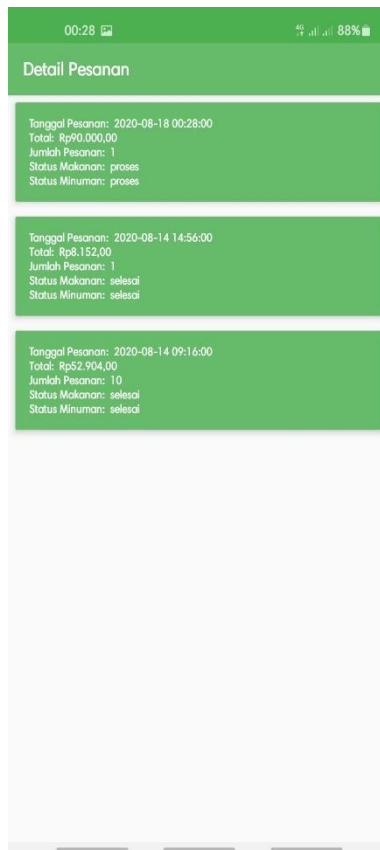 00:28 4G 88%
Detail Pesanan
Tanggal Pesanan: 2020-08-18 00:28:00
Total: Rp90.000,00
Jumlah Pesanan: 1
Status Makanan: proses
Status Minuman: proses
Tanggal Pesanan: 2020-08-14 14:56:00
Total: Rp8.152,00
Jumlah Pesanan: 1
Status Makanan: selesai
Status Minuman: selesai
Tanggal Pesanan: 2020-08-14 09:16:00
Total: Rp52.904,00
Jumlah Pesanan: 10
Status Makanan: selesai
Status Minuman: selesai